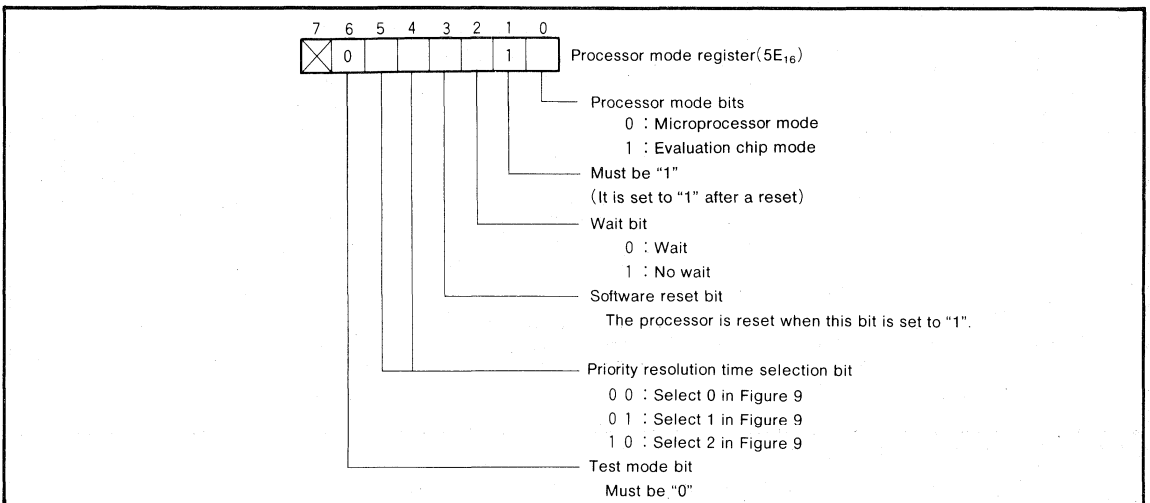 7 6 5 4 3 2 1 0
0 1 Processor mode register(5E₁₆)
Processor mode bits
0 : Microprocessor mode
1 : Evaluation chip mode
Must be “1”
(It is set to “1” after a reset)
Wait bit
0 : Wait
1 : No wait
Software reset bit
The processor is reset when this bit is set to “1”.
Priority resolution time selection bit
0 0 : Select 0 in Figure 9
0 1 : Select 1 in Figure 9
1 0 : Select 2 in Figure 9
Test mode bit
Must be “0”